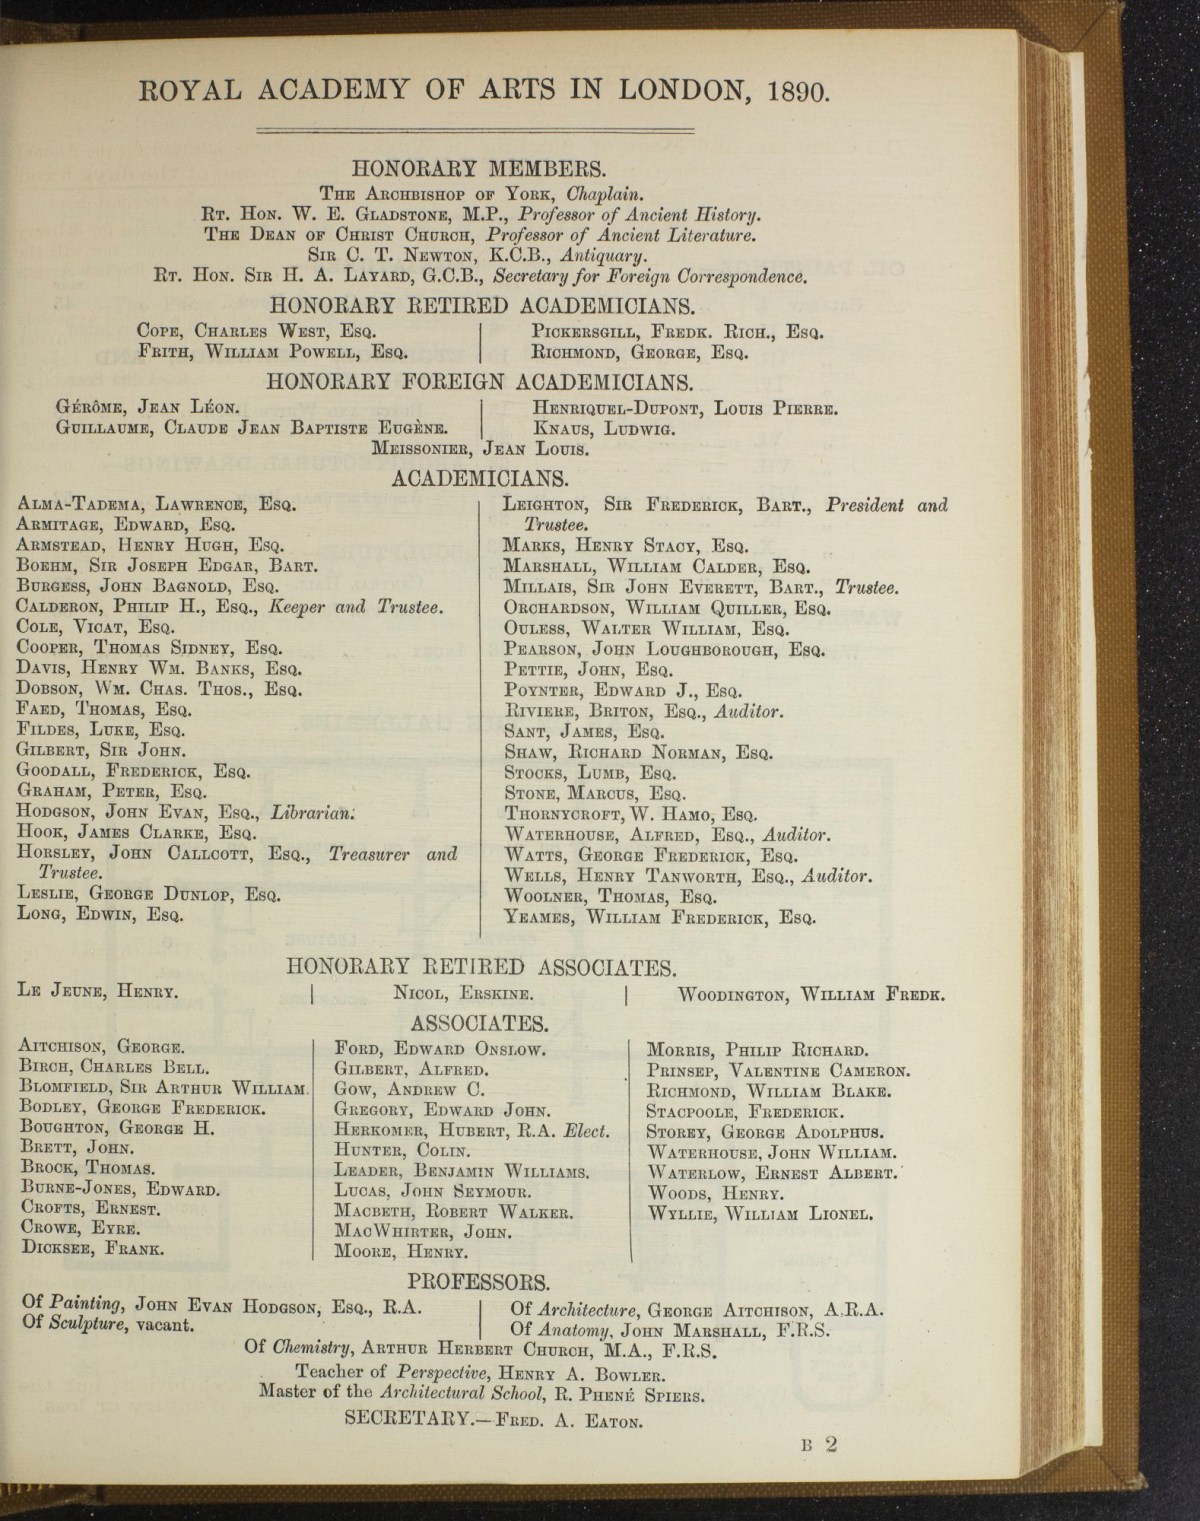 ROYAL ACADEMY OF ARTS IN LONDON, 1890.
HONORARY MEMBERS.
THE ARCHBISHOP OF YORK, Chaplain.
RT. HON. W. E. GLADSTONE, M.P., Professor of Ancient History.
THE DEAN OF CHRIST CHURCH, Professor of Ancient Literature.
SIR C. T. NEWTON, K.C.B., Antiquary.
RT. HON. SIR H. A. LAYARD, G.C.B., Secretary for Foreign Correspondence.
HONORARY RETIRED ACADEMICIANS.
COPE, CHARLES WEST, ESQ.
FRITH, WILLIAM POWELL, ESQ.
PICKERSGILL, FREDK. RICH., ESQ.
RICHMOND, GEORGE, ESQ.
HONORARY FOREIGN ACADEMICIANS.
GÉRÔME, JEAN LÉON.
GUILLAUME, CLAUDE JEAN BAPTISTE EUGÈNE.
HENRIQUEL-DUPONT, LOUIS PIERRE.
KNAUS, LUDWIG.
MEISSONIER, JEAN LOUIS.
ACADEMICIANS.
ALMA-TADEMA, LAWRENCE, ESQ.
ARMITAGE, EDWARD, ESQ.
ARMSTEAD, HENRY HUGH, ESQ.
BOEHM, SIR JOSEPH EDGAR, BART.
BURGESS, JOHN BAGNOLD, ESQ.
CALDERON, PHILIP H., ESQ., Keeper and Trustee.
COLE, VICAT, ESQ.
COOPER, THOMAS SIDNEY, ESQ.
DAVIS, HENRY WM. BANKS, ESQ.
DOBSON, WM. CHAS. THOS., ESQ.
FAED, THOMAS, ESQ.
FILDES, LUKE, ESQ.
GILBERT, SIR JOHN.
GOODALL, FREDERICK, ESQ.
GRAHAM, PETER, ESQ.
HODGSON, JOHN EVAN, ESQ., Librarian.
HOOK, JAMES CLARKE, ESQ.
HORSLEY, JOHN CALLCOTT, ESQ., Treasurer and
Trustee.
LESLIE, GEORGE DUNLOP, ESQ.
LONG, EDWIN, ESQ.
LEIGHTON, SIR FREDERICK, BART., President and
Trustee.
MARKS, HENRY STACY, ESQ.
MARSHALL, WILLIAM CALDER, ESQ.
MILLAIS, SIR JOHN EVERETT, BART., Trustee.
ORCHARDSON, WILLIAM QUILLER, ESQ.
OULESS, WALTER WILLIAM, ESQ.
PEARSON, JOHN LOUGHBOROUGH, ESQ.
PETTIE, JOHN, ESQ.
POYNTER, EDWARD J., ESQ.
RIVIERE, BRITON, ESQ., Auditor.
SANT, JAMES, ESQ.
SHAW, RICHARD NORMAN, ESQ.
STOCKS, LUMB, ESQ.
STONE, MARCUS, ESQ.
THORNYCROFT, W. HAMO, ESQ.
WATERHOUSE, ALFRED, ESQ., Auditor.
WATTS, GEORGE FREDERICK, ESQ.
WELLS, HENRY TANWORTH, ESQ., Auditor.
WOOLNER, THOMAS, ESQ.
YEAMES, WILLIAM FREDERICK, ESQ.
HONORARY RETIRED ASSOCIATES.
LE JEUNE, HENRY.
NICOL, ERSKINE.
WOODINGTON, WILLIAM FREDK.
ASSOCIATES.
AITCHISON, GEORGE.
BIRCH, CHARLES BELL.
BLOMFIELD, SIR ARTHUR WILLIAM.
BODLEY, GEORGE FREDERICK.
BOUGHTON, GEORGE H.
BRETT, JOHN.
BROCK, THOMAS.
BURNE-JONES, EDWARD.
CROFTS, ERNEST.
CROWE, EYRE.
DICKSEE, FRANK.
FORD, EDWARD ONSLOW.
GILBERT, ALFRED.
GOW, ANDREW C.
GREGORY, EDWARD JOHN.
HERKOMER, HUBERT, R.A. Elect.
HUNTER, COLIN.
LEADER, BENJAMIN WILLIAMS.
LUCAS, JOHN SEYMOUR.
MACBETH, ROBERT WALKER.
MACWHIRTER, JOHN.
MOORE, HENRY.
MORRIS, PHILIP RICHARD.
PRINSEP, VALENTINE CAMERON.
RICHMOND, WILLIAM BLAKE.
STACPOOLE, FREDERICK.
STOREY, GEORGE ADOLPHUS.
WATERHOUSE, JOHN WILLIAM.
WATERLOW, ERNEST ALBERT.
WOODS, HENRY.
WYLLIE, WILLIAM LIONEL.
PROFESSORS.
Of Painting, JOHN EVAN HODGSON, ESQ., R.A.
Of Sculpture, vacant.
Of Architecture, GEORGE AITCHISON, A.R.A.
Of Anatomy, JOHN MARSHALL, F.R.S.
Of Chemistry, ARTHUR HERBERT CHURCH, M.A., F.R.S.
Teacher of Perspective, HENRY A. BOWLER.
Master of the Architectural School, R. PHENÉ SPIERS.
SECRETARY.—FRED. A. EATON.
B 2